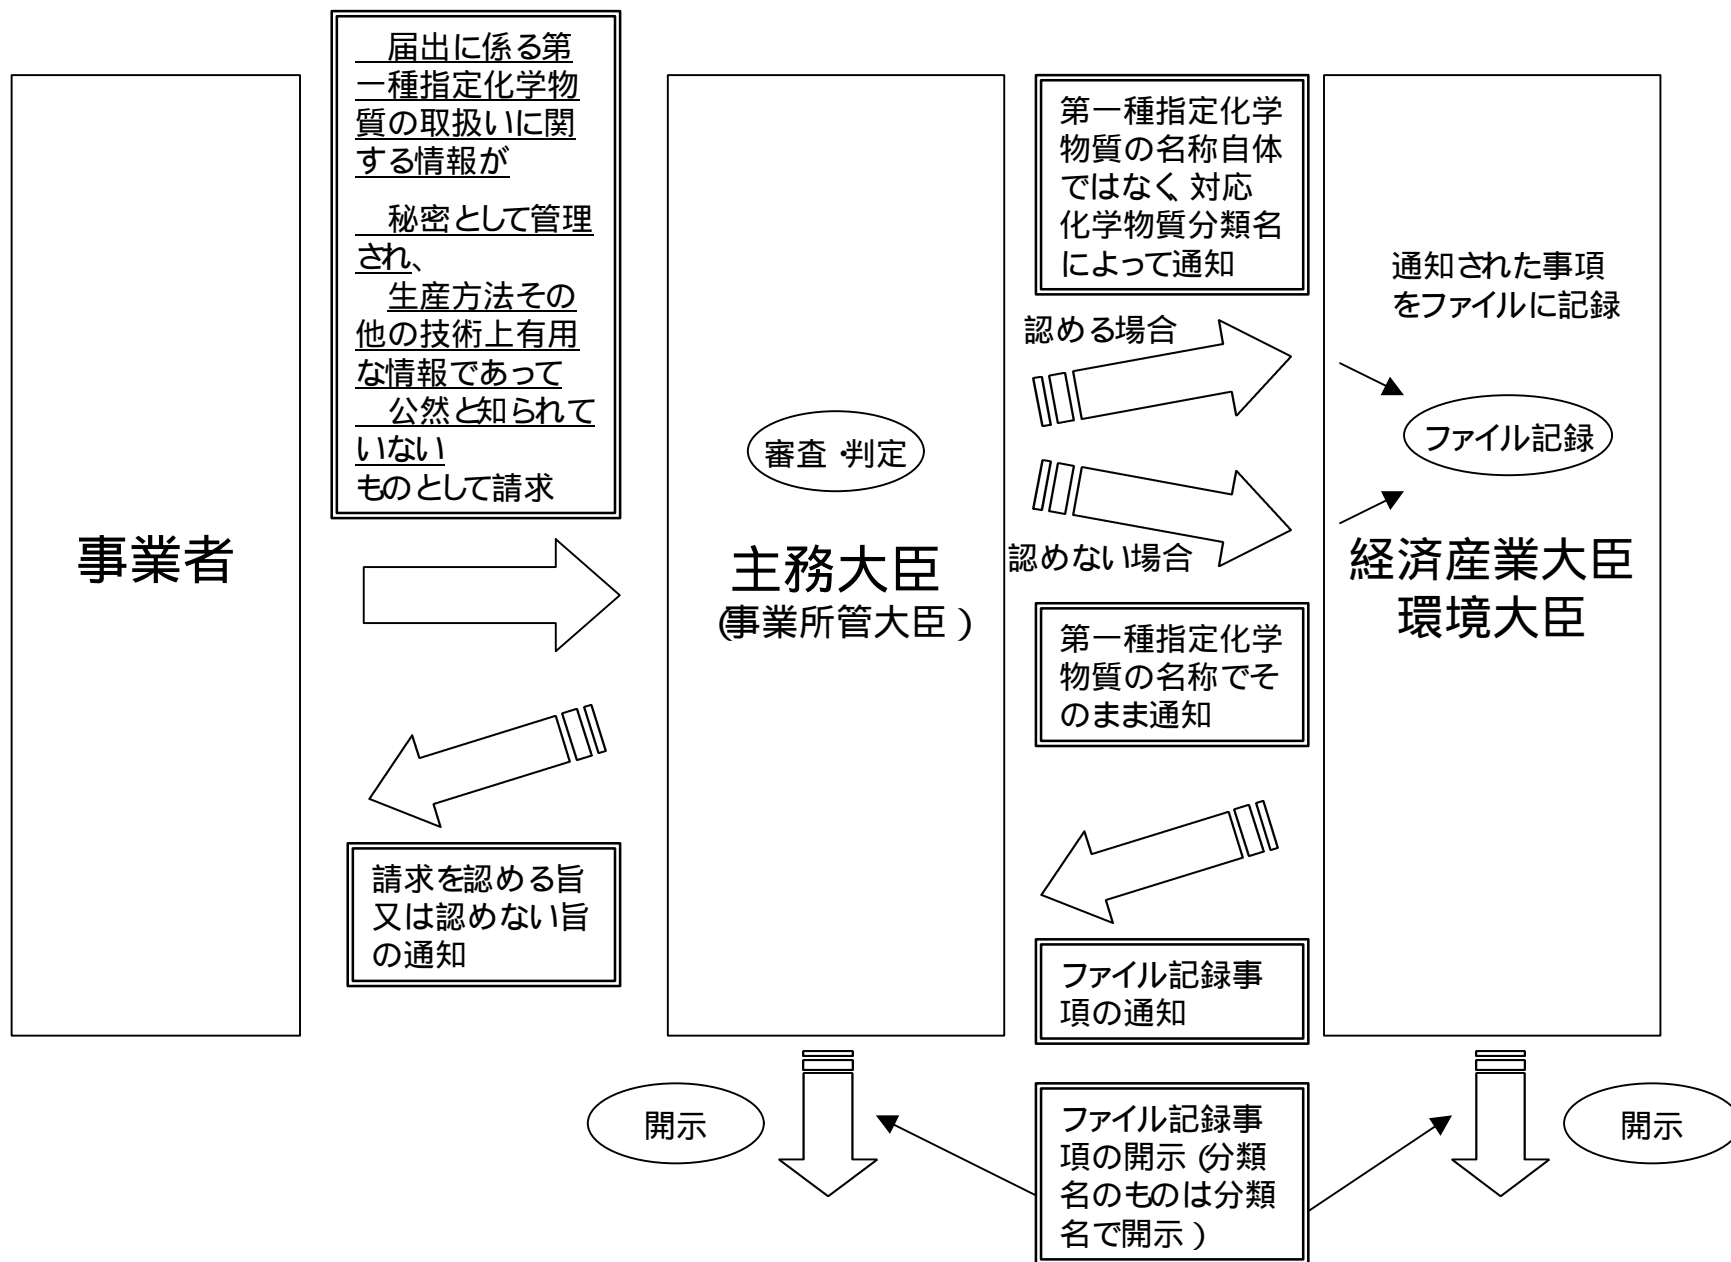 事業者
届出に係る第
一種指定化学物
質の取扱いに関
する情報が
秘密として管理
され、
生産方法その
他の技術上有用
な情報であって
公然と知られて
いない
ものとして請求
請求を認める旨
又は認めない旨
の通知
審査・判定
主務大臣
(事業所管大臣)
第一種指定化学
物質の名称自体
ではなく、対応
化学物質分類名
によって通知
認める場合
認めない場合
第一種指定化学
物質の名称でそ
のまま通知
ファイル記録事
項の通知
通知された事項
をファイルに記録
ファイル記録
経済産業大臣
環境大臣
開示
ファイル記録事
項の開示(分類
名のものは分類
名で開示)
開示